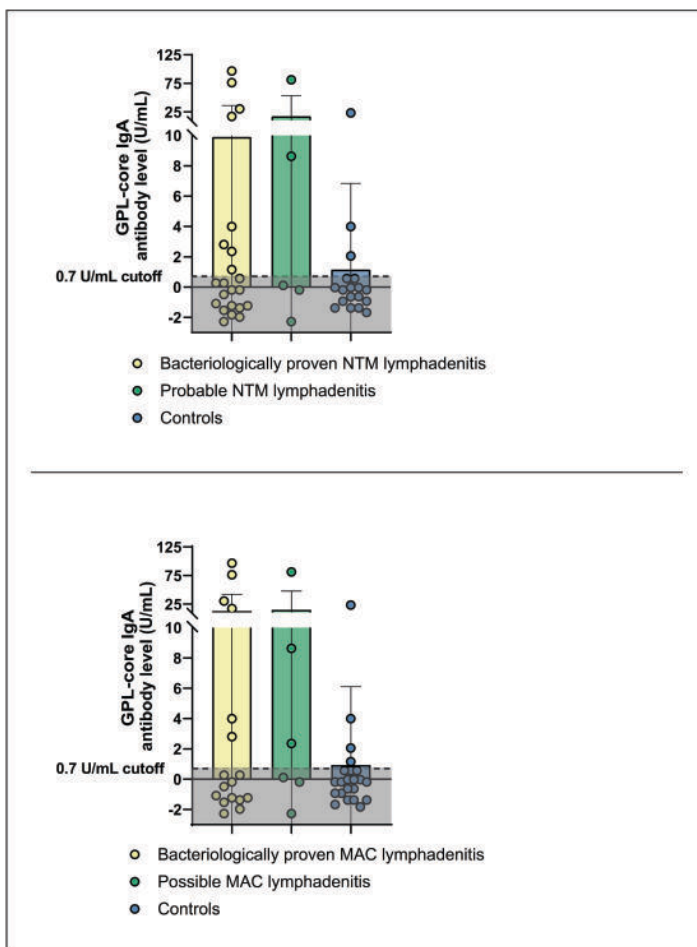 GPL-core IgA
antibody level (U/mL)
125
75
25
10
8
6
4
2
0
-2
0.7 U/mL cutoff
Bacteriologically proven NTM lymphadenitis
Probable NTM lymphadenitis
Controls
GPL-core IgA
antibody level (U/mL)
125
75
25
10
8
6
4
2
0
-2
0.7 U/mL cutoff
Bacteriologically proven MAC lymphadenitis
Possible MAC lymphadenitis
Controls